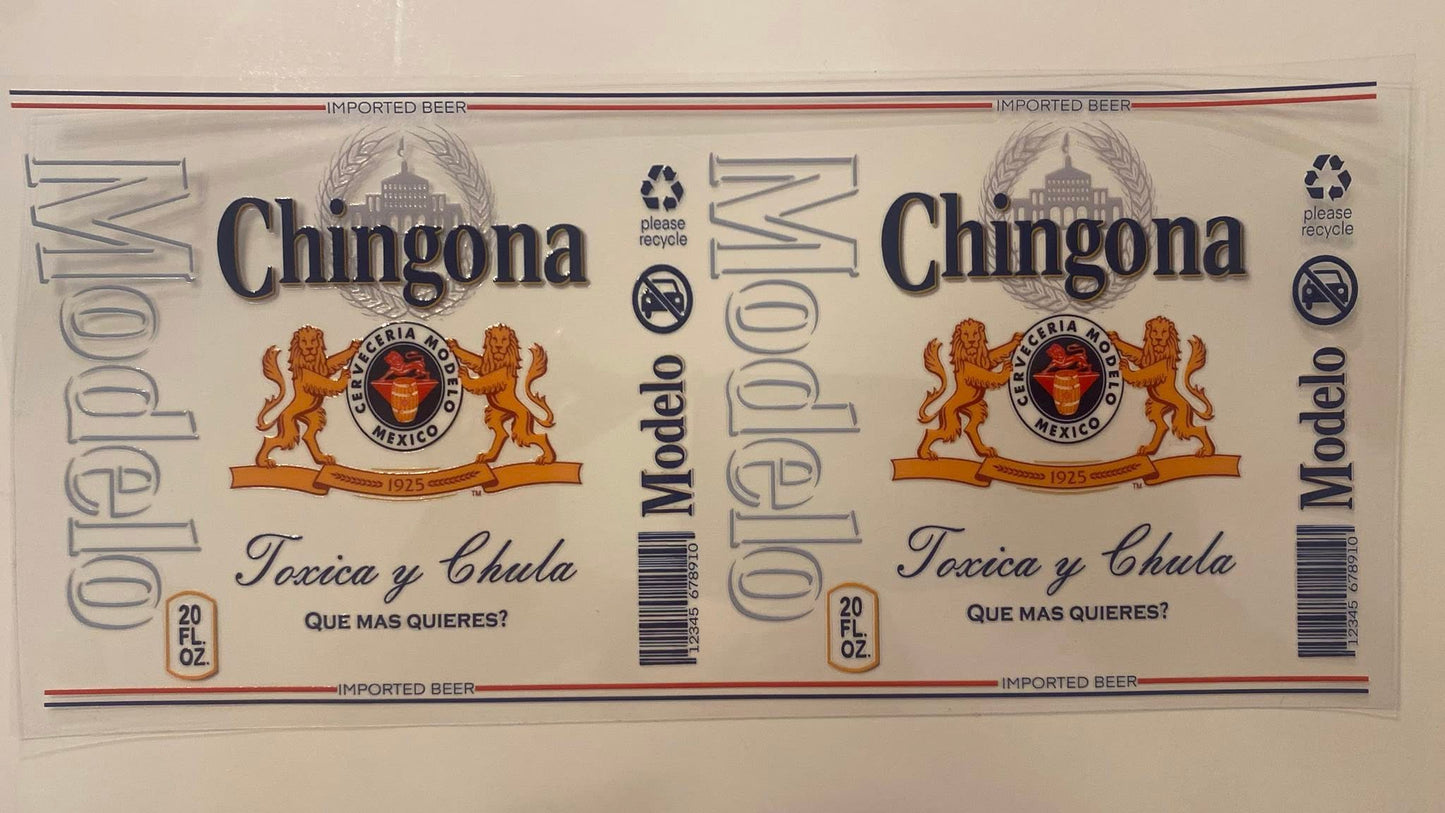 IMPORTED BEER
IMPORTED BEER
Modelo
Chingona
CERVECERIA MODELO
MEXICO
1925
TM
Toxica y Chula
QUE MAS QUIERES?
20
FL.
OZ.
please
recycle
Modelo
12345 678910
Modelo
Chingona
CERVECERIA MODELO
MEXICO
1925
TM
Toxica y Chula
QUE MAS QUIERES?
20
FL.
OZ.
please
recycle
Modelo
12345 678910
IMPORTED BEER
IMPORTED BEER